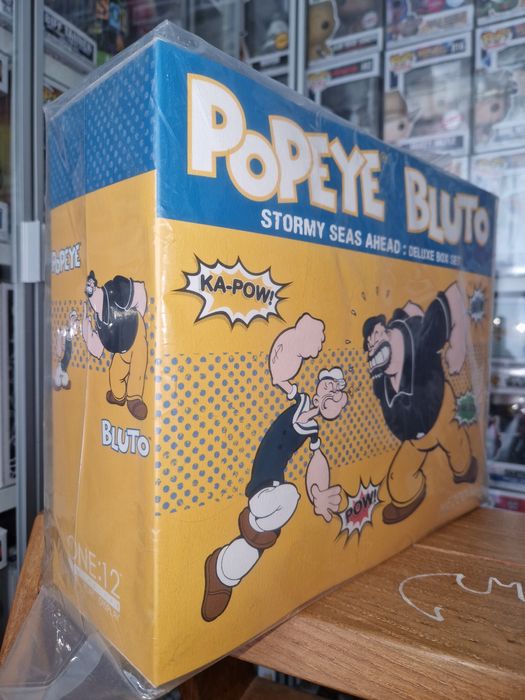 POPEYE BLUTO
STORMY SEAS AHEAD: DELUXE BOX SET
KA-POW!
POW!
POPEYE
BLUTO
ONE:12